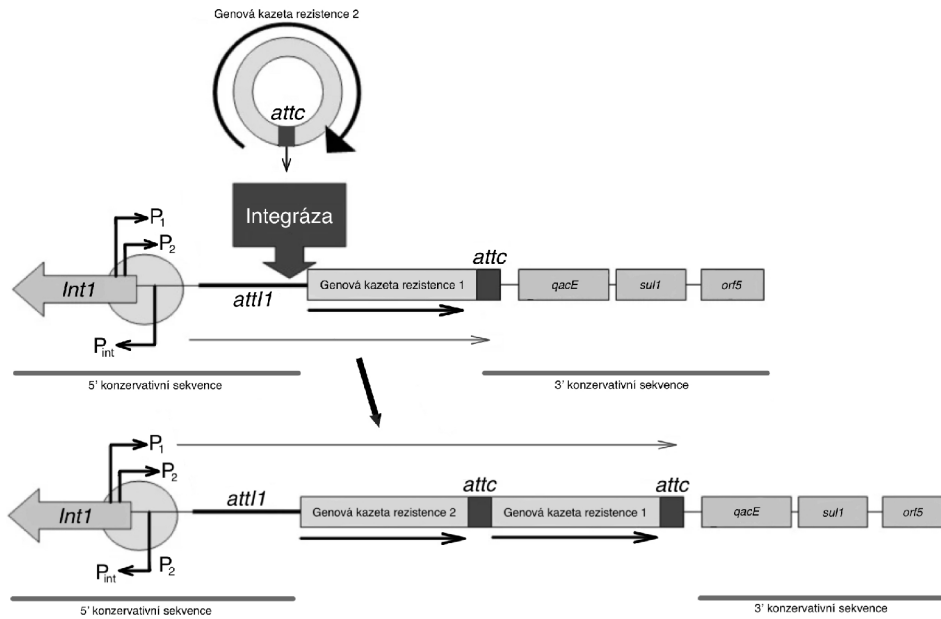 Genová kazeta rezistence 2
attc
Integráza
P1
P2
attc
Int1
attI1
Genová kazeta rezistence 1
qacE
sul1
orf5
Pint
5' konzervativní sekvence
3' konzervativní sekvence
P1
P2
attI1
attc
attc
Int1
Genová kazeta rezistence 2
Genová kazeta rezistence 1
qacE
sul1
orf5
Pint
P2
5' konzervativní sekvence
3' konzervativní sekvence